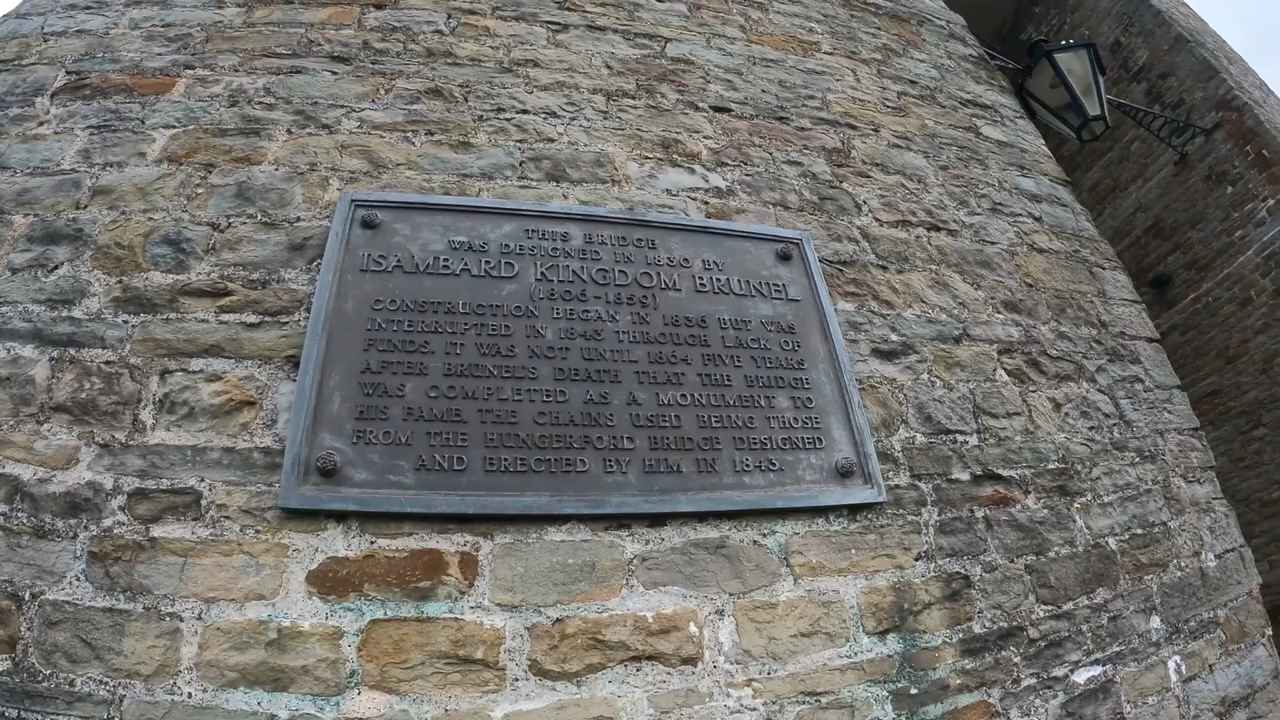 THIS BRIDGE
WAS DESIGNED IN 1830 BY
ISAMBARD KINGDOM BRUNEL
(1806-1859)
CONSTRUCTION BEGAN IN 1836 BUT WAS
INTERRUPTED IN 1843 THROUGH LACK OF
FUNDS. IT WAS NOT UNTIL 1864 FIVE YEARS
AFTER BRUNEL'S DEATH THAT THE BRIDGE
WAS COMPLETED AS A MONUMENT TO
HIS FAME. THE CHAINS USED BEING THOSE
FROM THE HUNGERFORD BRIDGE DESIGNED
AND ERECTED BY HIM IN 1843.